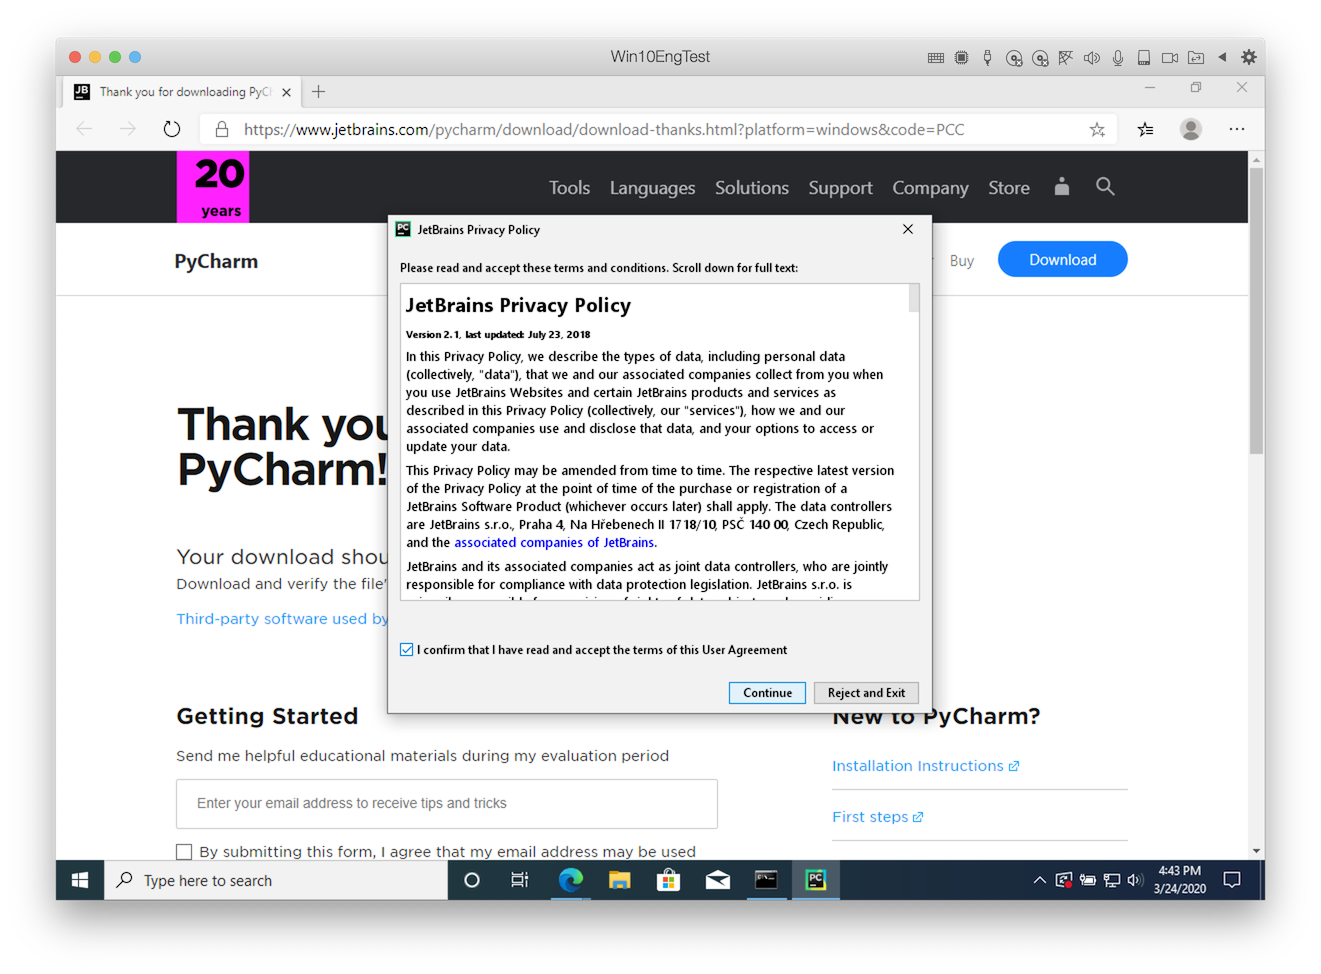 Win10EngTest
JB
Thank you for downloading PyCh
https://www.jetbrains.com/pycharm/download/download-thanks.html?platform=windows&code=PCC
20
years
Tools Languages Solutions Support Company Store
PyCharm
Buy
Download
PC
JetBrains Privacy Policy
Please read and accept these terms and conditions. Scroll down for full text:
JetBrains Privacy Policy
Version 2.1, last updated: July 23, 2018
In this Privacy Policy, we describe the types of data, including personal data
(collectively, "data"), that we and our associated companies collect from you when
you use JetBrains Websites and certain JetBrains products and services as
described in this Privacy Policy (collectively, our "services"), how we and our
associated companies use and disclose that data, and your options to access or
update your data.
This Privacy Policy may be amended from time to time. The respective latest version
of the Privacy Policy at the point of time of the purchase or registration of a
JetBrains Software Product (whichever occurs later) shall apply. The data controllers
are JetBrains s.r.o., Praha 4, Na Hřebenech II 1718/10, PSČ 140 00, Czech Republic,
and the associated companies of JetBrains.
JetBrains and its associated companies act as joint data controllers, who are jointly
responsible for compliance with data protection legislation. JetBrains s.r.o. is
I confirm that I have read and accept the terms of this User Agreement
Continue
Reject and Exit
Thank you
PyCharm!
Your download shou
Download and verify the file'
Third-party software used by
Getting Started
Send me helpful educational materials during my evaluation period
Enter your email address to receive tips and tricks
By submitting this form, I agree that my email address may be used
New to PyCharm?
Installation Instructions
First steps
Type here to search
PC
4:43 PM
3/24/2020